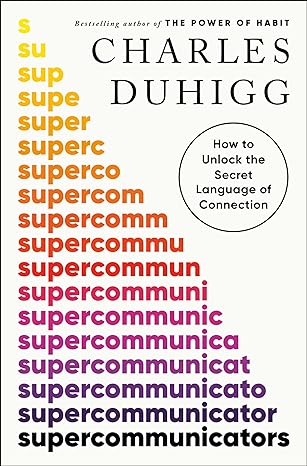 Bestselling author of THE POWER OF HABIT
CHARLES
DUHIGG
How to
Unlock the
Secret
Language of
Connection
s
su
sup
supe
super
superc
superco
supercom
supercomm
supercommu
supercommun
supercommuni
supercommunic
supercommunica
supercommunicat
supercommunicato
supercommunicator
supercommunicators